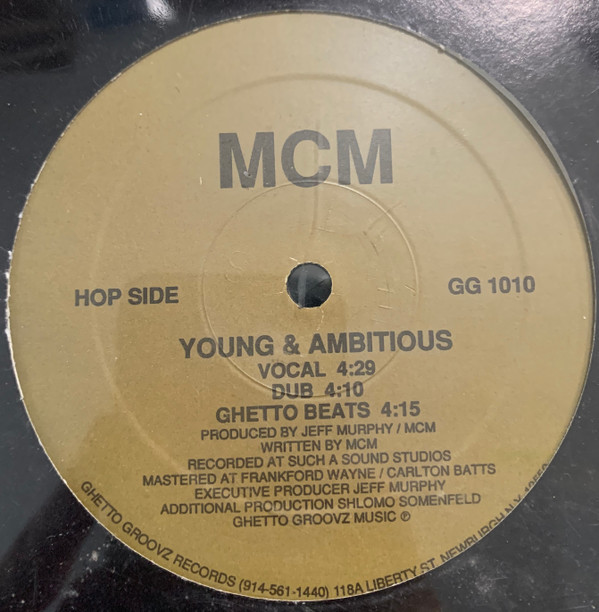 MCM
HOP SIDE
GG 1010
YOUNG & AMBITIOUS
VOCAL 4:29
DUB 4:10
GHETTO BEATS 4:15
PRODUCED BY JEFF MURPHY / MCM
WRITTEN BY MCM
RECORDED AT SUCH A SOUND STUDIOS
MASTERED AT FRANKFORD WAYNE / CARLTON BATTS
EXECUTIVE PRODUCER JEFF MURPHY
ADDITIONAL PRODUCTION SHLOMO SOMENFELD
GHETTO GROOVZ MUSIC ℗
GHETTO GROOVZ RECORDS (914-561-1440) 118A LIBERTY ST. NEWBURGH N.Y.